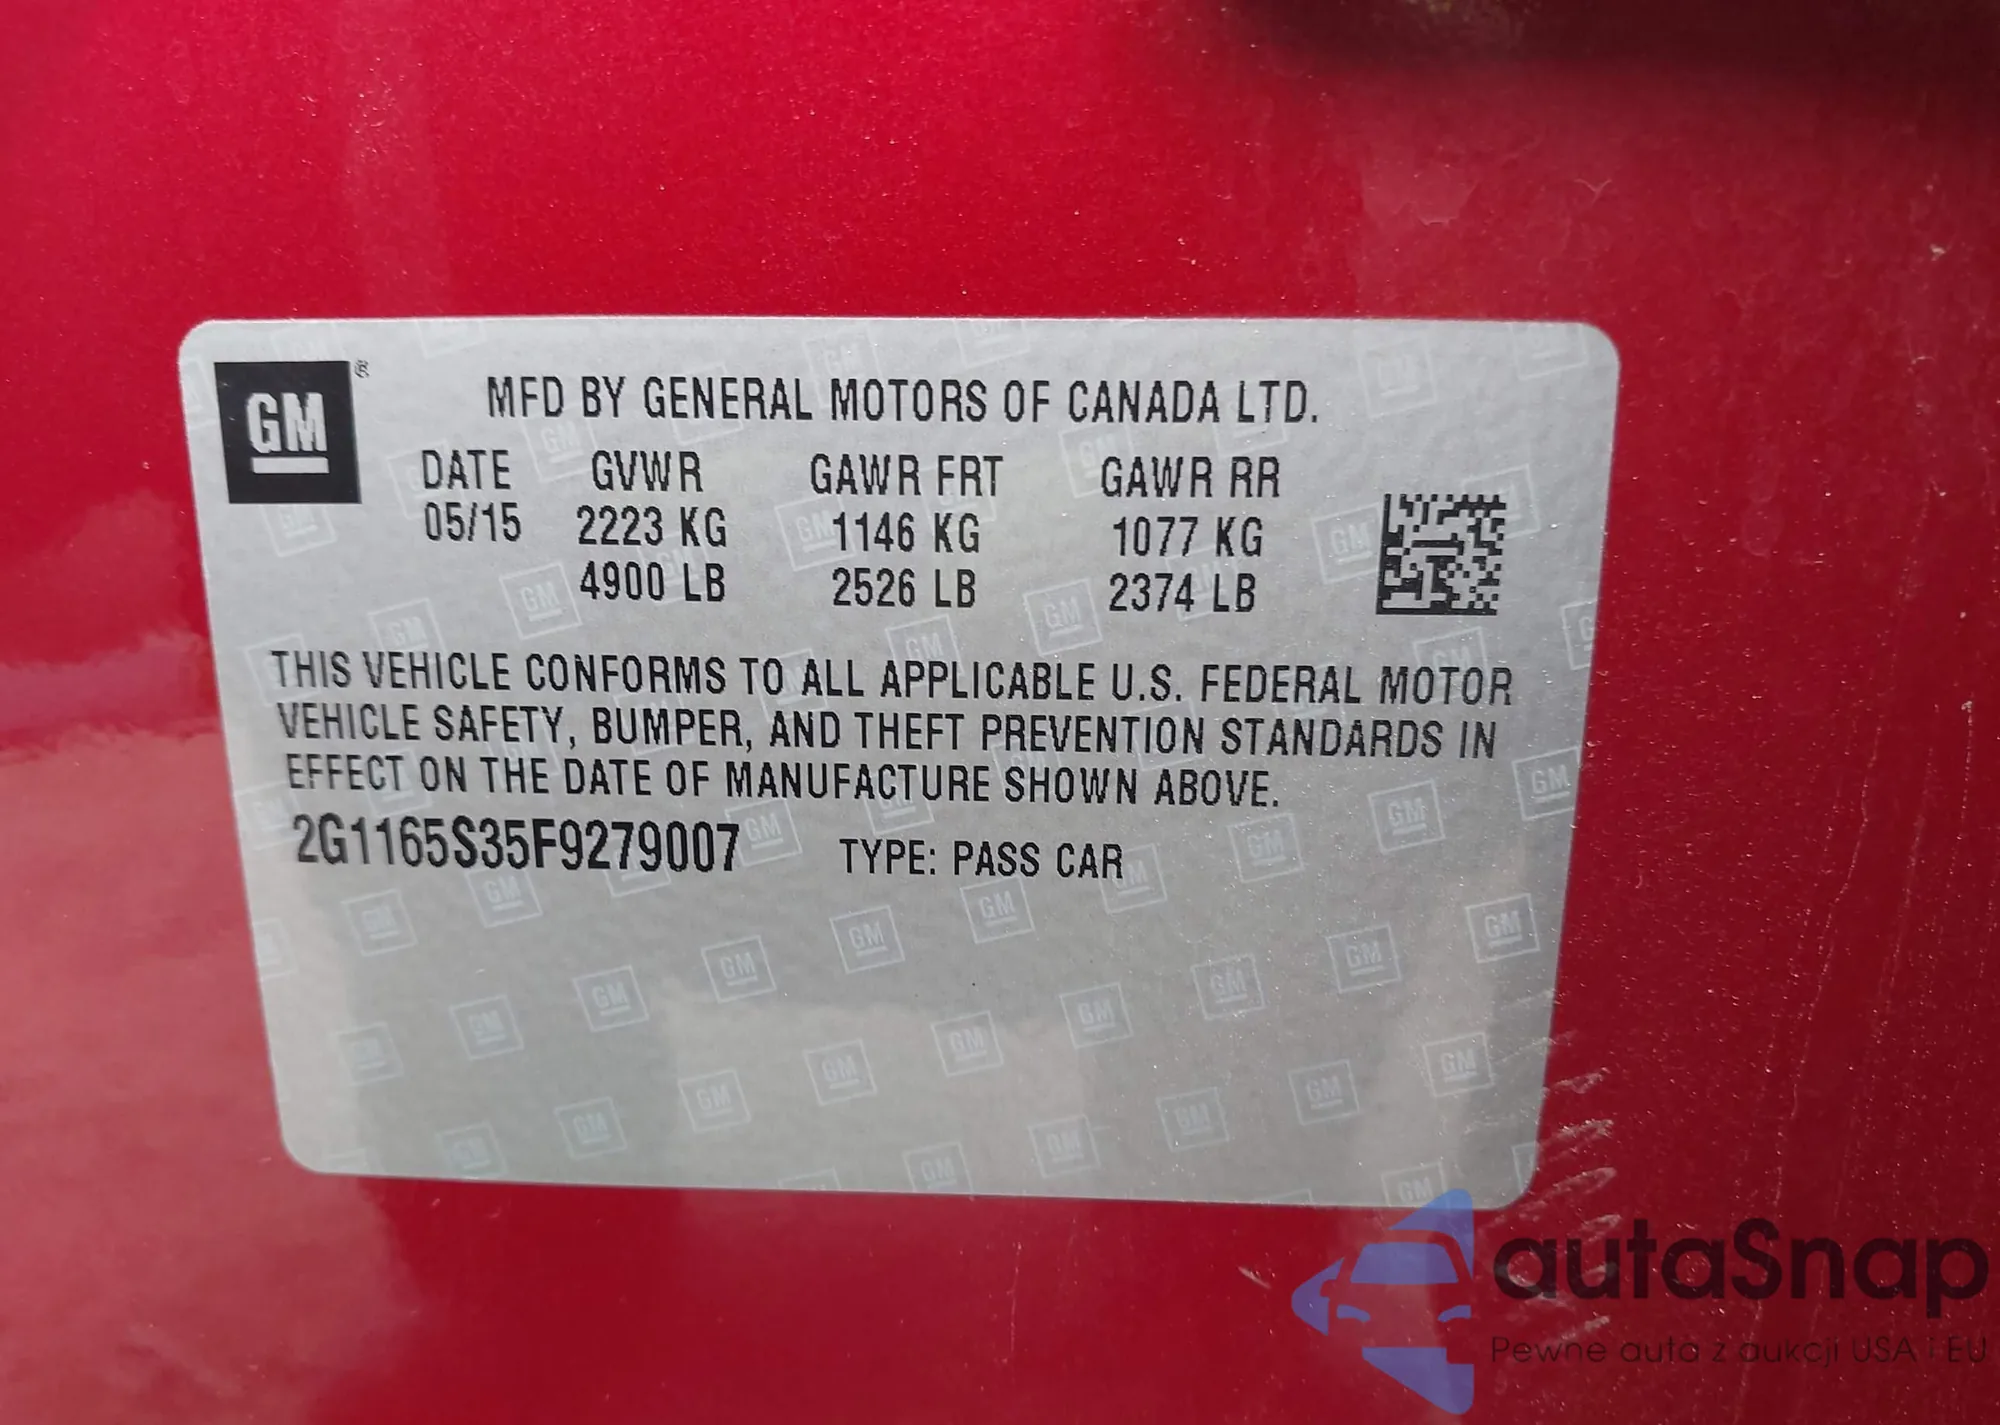 GM ®
MFD BY GENERAL MOTORS OF CANADA LTD.
DATE GVWR GAWR FRT GAWR RR
05/15 2223 KG 1146 KG 1077 KG
4900 LB 2526 LB 2374 LB
THIS VEHICLE CONFORMS TO ALL APPLICABLE U.S. FEDERAL MOTOR
VEHICLE SAFETY, BUMPER, AND THEFT PREVENTION STANDARDS IN
EFFECT ON THE DATE OF MANUFACTURE SHOWN ABOVE.
2G1165S35F9279007 TYPE: PASS CAR
autaSnap
Pewne auta z aukcji USA i EU